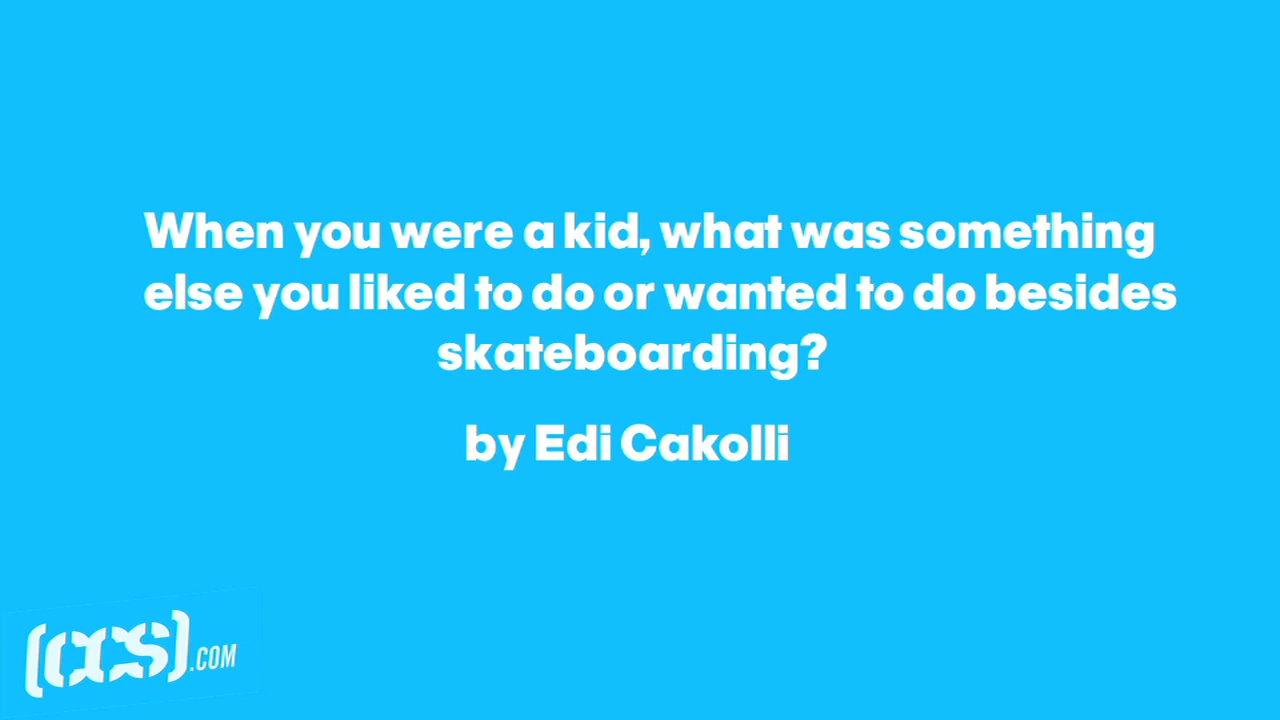 When you were a kid, what was something
else you liked to do or wanted to do besides
skateboarding?
by Edi Cakolli
(ccs).COM